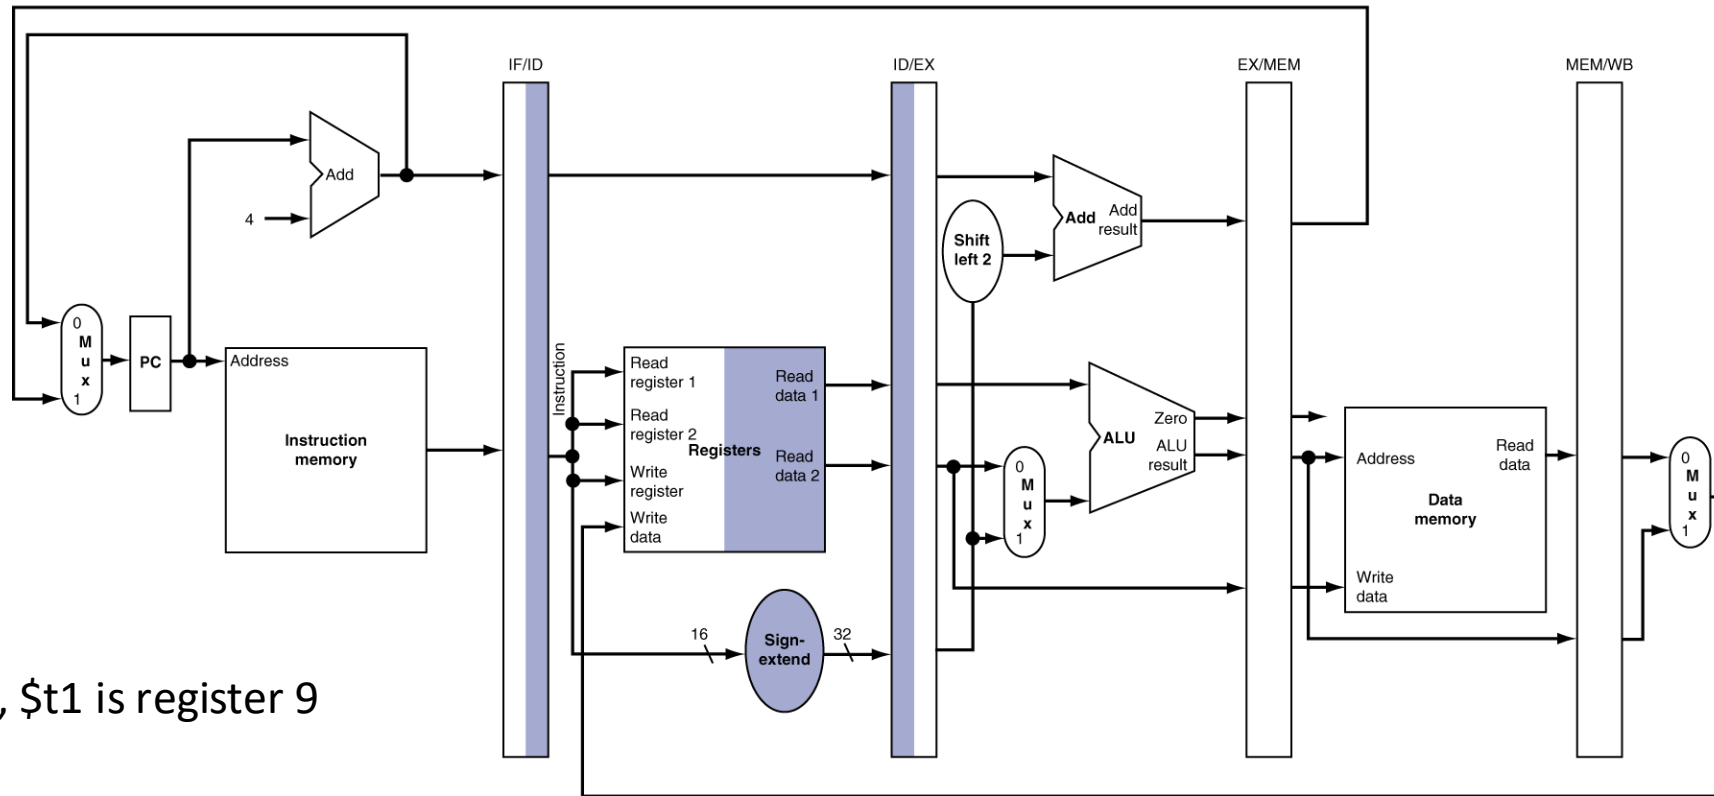 IF/ID
ID/EX
EX/MEM
MEM/WB
Add
4
Add
Add
result
Shift
left 2
0
M
u
x
1
PC
Address
Instruction
memory
Instruction
Read
register 1
Read
register 2
Write
register
Write
data
Registers
Read
data 1
Read
data 2
16
Sign-
extend
32
0
M
u
x
1
ALU
Zero
ALU
result
Address
Read
data
Data
memory
Write
data
0
M
u
x
1
, $t1 is register 9